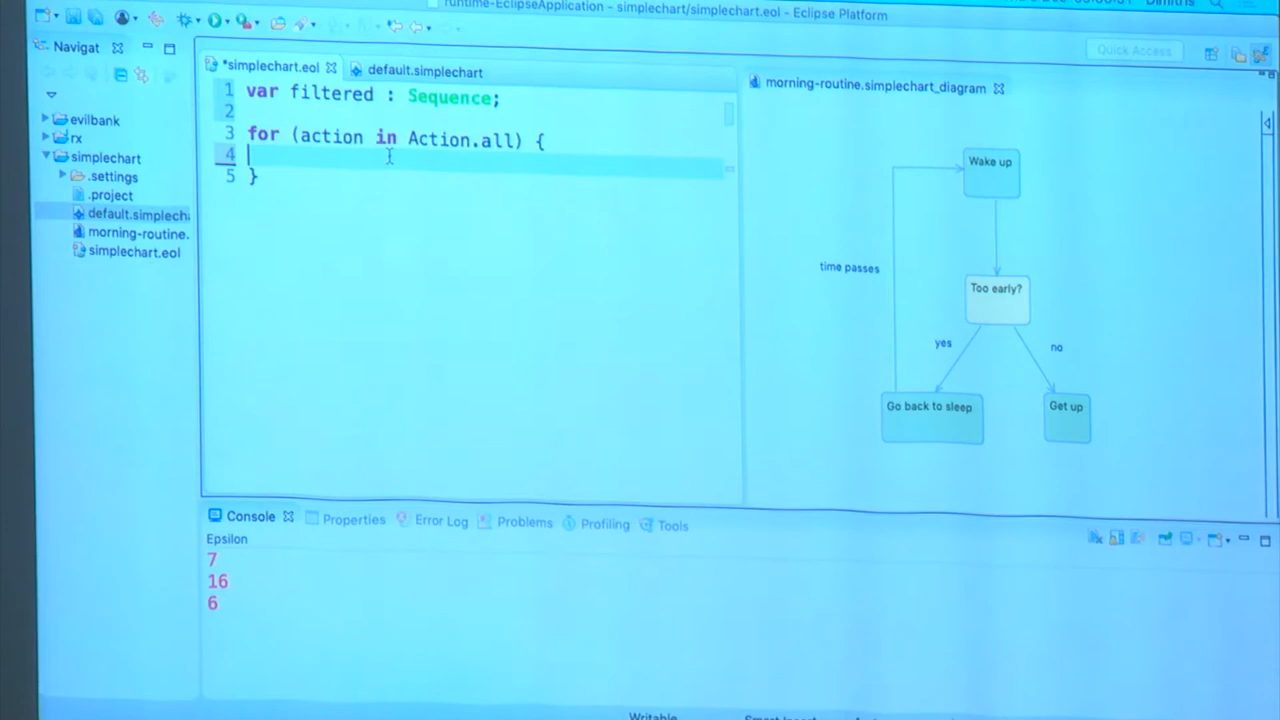 runtime-EclipseApplication - simplechart/simplechart.eol - Eclipse Platform
Quick Access
Navigat
evilbank
rx
simplechart
.settings
.project
default.simplech
morning-routine.
simplechart.eol
*simplechart.eol
default.simplechart
1 var filtered : Sequence;
2
3 for (action in Action.all) {
4
5 }
morning-routine.simplechart_diagram
Wake up
time passes
Too early?
yes
no
Go back to sleep
Get up
Console
Properties
Error Log
Problems
Profiling
Tools
Epsilon
7
16
6
Writable